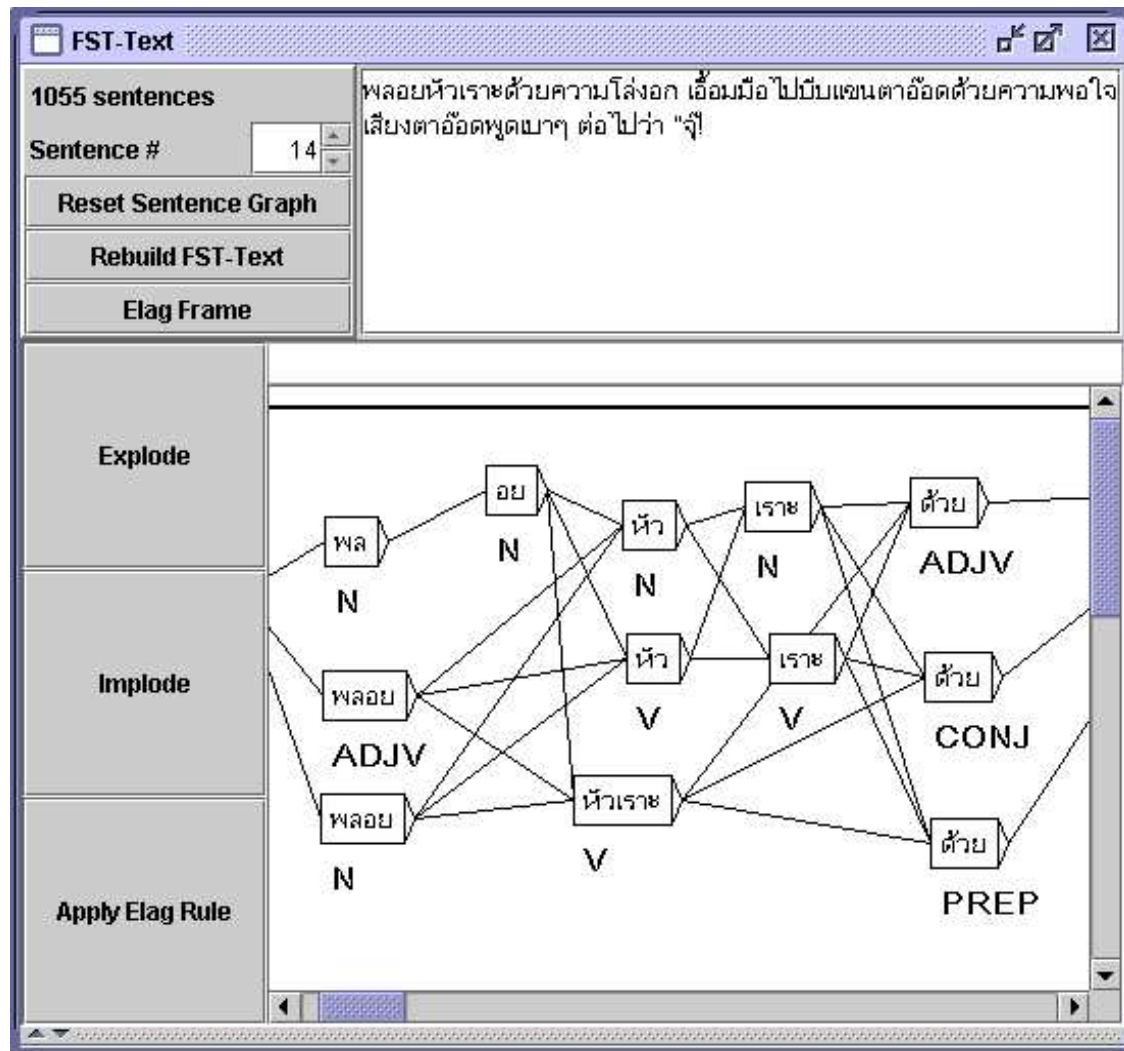 FST-Text
1055 sentences
Sentence # 14
Reset Sentence Graph
Rebuild FST-Text
Elag Frame
พลอยหัวเราะด้วยความโล่งอก เอื้อมมือไปบีบแขนตาอ๊อดด้วยความพอใจ
เสียงตาอ๊อดพูดเบาๆ ต่อไปว่า "จุ๊!
Explode
Implode
Apply Elag Rule
พล
N
อย
N
หัว
N
เราะ
N
ด้วย
ADJV
พลอย
ADJV
หัว
V
เราะ
V
ด้วย
CONJ
พลอย
N
หัวเราะ
V
ด้วย
PREP